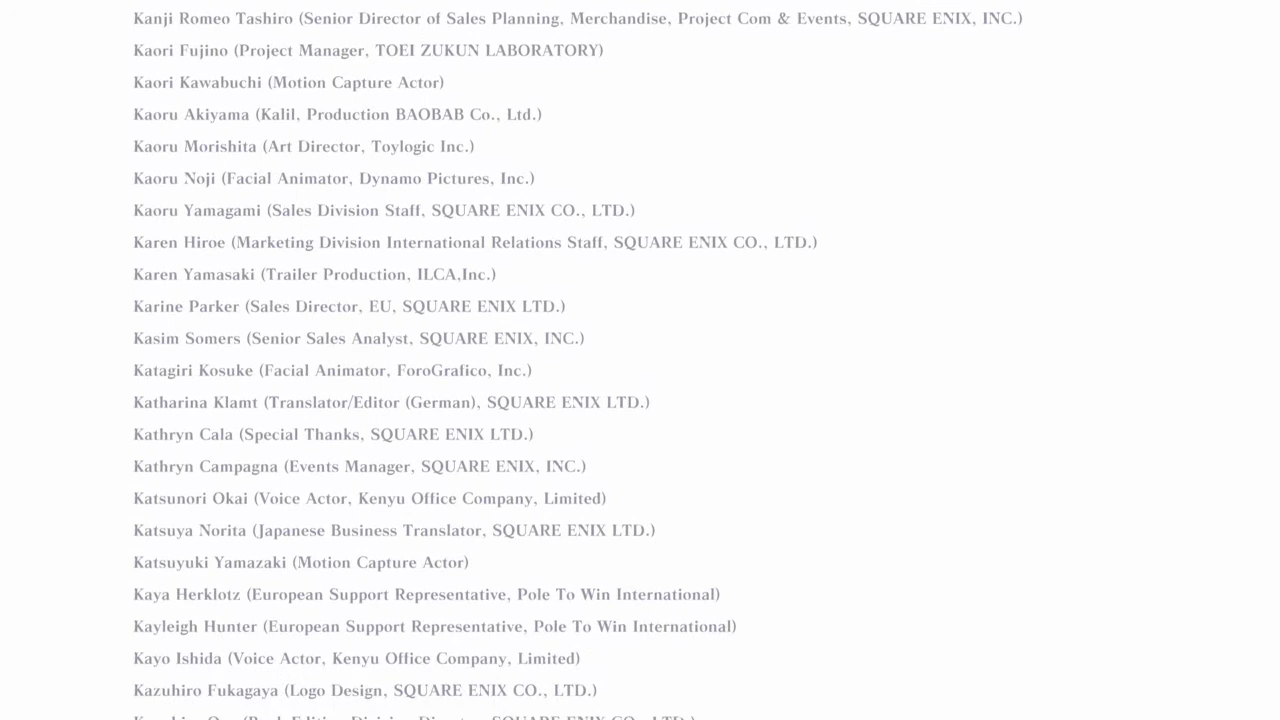 Kanji Romeo Tashiro (Senior Director of Sales Planning, Merchandise, Project Com & Events, SQUARE ENIX, INC.)
Kaori Fujino (Project Manager, TOEI ZUKUN LABORATORY)
Kaori Kawabuchi (Motion Capture Actor)
Kaoru Akiyama (Kalil, Production BAOBAB Co., Ltd.)
Kaoru Morishita (Art Director, Toylogic Inc.)
Kaoru Noji (Facial Animator, Dynamo Pictures, Inc.)
Kaoru Yamagami (Sales Division Staff, SQUARE ENIX CO., LTD.)
Karen Hiroe (Marketing Division International Relations Staff, SQUARE ENIX CO., LTD.)
Karen Yamasaki (Trailer Production, ILCA,Inc.)
Karine Parker (Sales Director, EU, SQUARE ENIX LTD.)
Kasim Somers (Senior Sales Analyst, SQUARE ENIX, INC.)
Katagiri Kosuke (Facial Animator, ForoGrafico, Inc.)
Katharina Klamt (Translator/Editor (German), SQUARE ENIX LTD.)
Kathryn Cala (Special Thanks, SQUARE ENIX LTD.)
Kathryn Campagna (Events Manager, SQUARE ENIX, INC.)
Katsunori Okai (Voice Actor, Kenyu Office Company, Limited)
Katsuya Norita (Japanese Business Translator, SQUARE ENIX LTD.)
Katsuyuki Yamazaki (Motion Capture Actor)
Kaya Herklotz (European Support Representative, Pole To Win International)
Kayleigh Hunter (European Support Representative, Pole To Win International)
Kayo Ishida (Voice Actor, Kenyu Office Company, Limited)
Kazuhiro Fukagaya (Logo Design, SQUARE ENIX CO., LTD.)